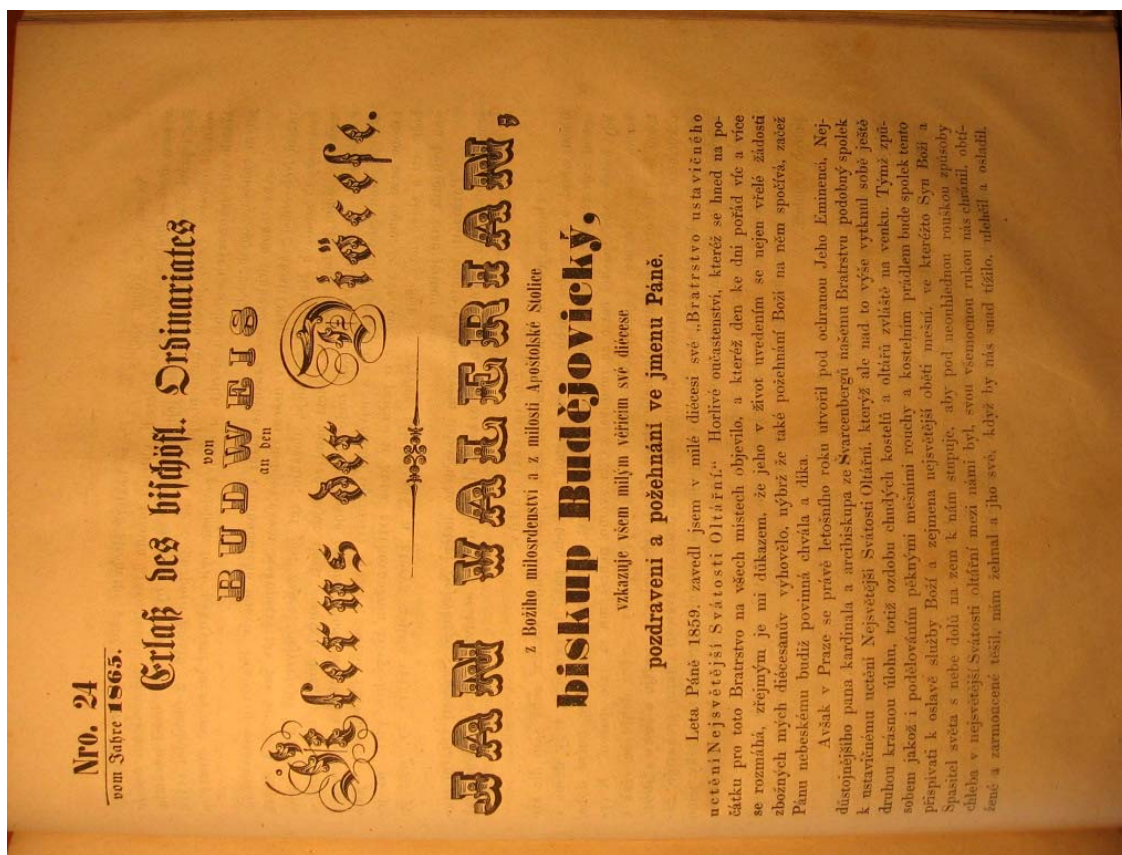 Nro. 24
vom Jahre 1865.
Erlaß des bischöfl. Ordinariates
von
BUDWEIS
an den
Klerus der Diöcese.
JAN VALERIAN,
z Božího milosrdenství a z milosti Apoštolské Stolice
biskup Budějovický,
vzkazuje všem milým věřícím své diécése
pozdravení a požehnání ve jmenu Páně.
Leta Páně 1859. zavedl jsem v milé diécesi své „Bratrstvo ustavičného
uctění Nejsvětější Svátosti Oltářní.“ Horlivé oučastenství, kteréž se hned na po-
čátku pro toto Bratrstvo na všech místech objevilo, a kteréž den ke dni pořád víc a více
se rozmáhá, zřejmým je mi důkazem, že jeho v život uvedením se nejen vřelé žádosti
zbožných mých diécesanův vyhovělo, nýbrž že také požehnání Boží na něm spočívá, začež
Pánu nebeskému budiž povinná chvála a díka.
Avšak v Praze se právě letošního roku utvořil pod ochranou Jeho Eminencí, Nej-
důstojnějšího pana kardinala a arcibiskupa ze Švarcenbergů našemu Bratrstvu podobný spolek
k ustavičnému uctění Nejsvětější Svátosti Oltářní, kterýž ale nad to výše vytknul sobě ještě
druhou krásnou úlohu, totiž ozdobu chudých kostelů a oltářů zvláště na venku. Týmž způ-
sobem jakož i podělováním pěknými mešními rouchy a kostelním prádlem bude spolek tento
přispívati k oslavě služby Boží a zejmena nejsvětější oběti mešní, ve kteréžto Syn Boží a
Spasitel světa s nebe dolů na zem k nám stupuje, aby pod neouhlednou rouškou způsoby
chleba v nejsvětější Svátosti oltářní mezi námi byl, svou všemocnou rukou nás chránil, obtí-
žené a zarmoucené těšil, nám žehnal a jho své, když by nás snad tížilo, ulehčil a osladil.